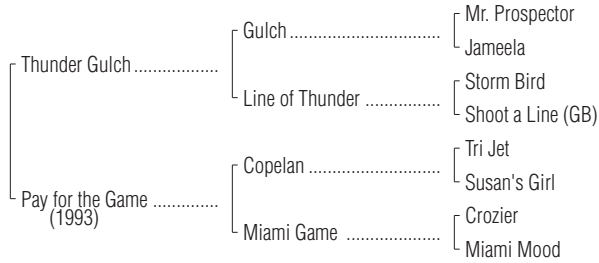 Mr. Prospector
Gulch..............................
Jameela
Thunder Gulch.................
Storm Bird
Line of Thunder ...............
Shoot a Line (GB)
Tri Jet
Copelan ..........................
Susan's Girl
Pay for the Game ..............
(1993)
Crozier
Miami Game ...................
Miami Mood